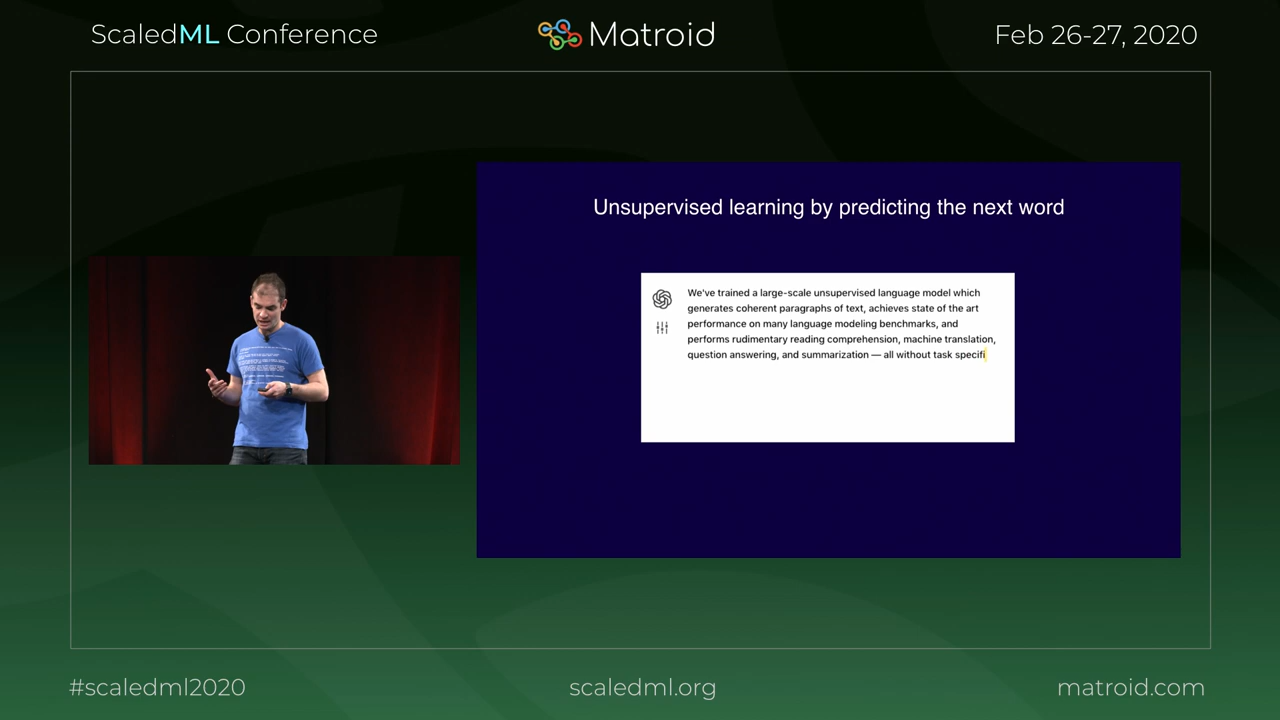 ScaledML Conference
Matroid
Feb 26-27, 2020
Unsupervised learning by predicting the next word
We've trained a large-scale unsupervised language model which
generates coherent paragraphs of text, achieves state of the art
performance on many language modeling benchmarks, and
performs rudimentary reading comprehension, machine translation,
question answering, and summarization — all without task specifi
#scaledml2020
scaledml.org
matroid.com